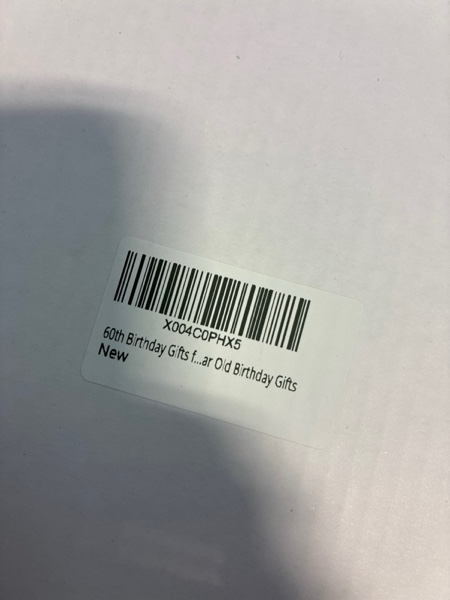 X004C0PHX5
60th Birthday Gifts f...ar Old Birthday Gifts
New